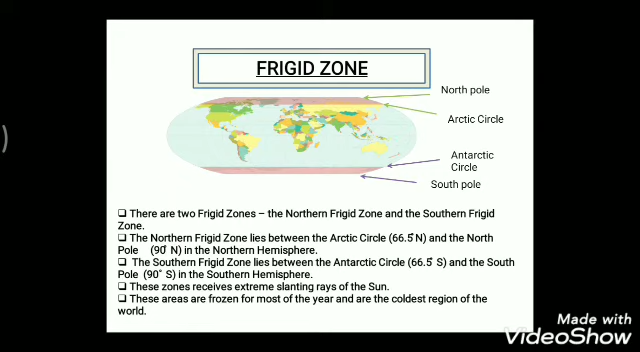 FRIGID ZONE
North pole
Arctic Circle
Antarctic
Circle
South pole
❑ There are two Frigid Zones – the Northern Frigid Zone and the Southern Frigid
Zone.
❑ The Northern Frigid Zone lies between the Arctic Circle (66.5° N) and the North
Pole (90° N) in the Northern Hemisphere.
❑ The Southern Frigid Zone lies between the Antarctic Circle (66.5° S) and the South
Pole (90° S) in the Southern Hemisphere.
❑ These zones receives extreme slanting rays of the Sun.
❑ These areas are frozen for most of the year and are the coldest region of the
world.
Made with
VideoShow